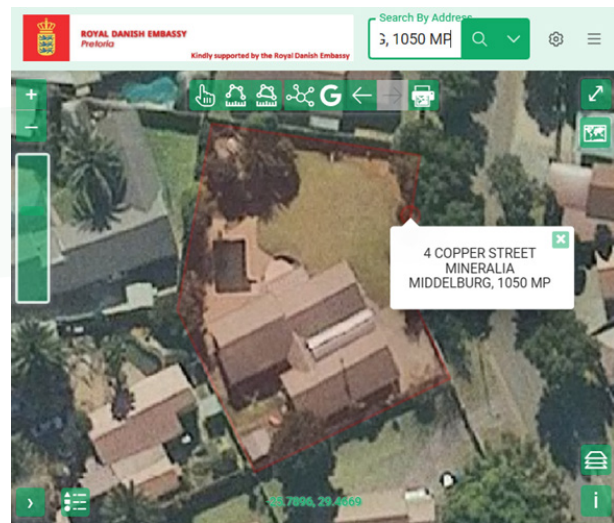 ROYAL DANISH EMBASSY
Pretoria
Kindly supported by the Royal Danish Embassy
Search By Address
, 1050 MP
G
4 COPPER STREET
MINERALIA
MIDDELBURG, 1050 MP
i